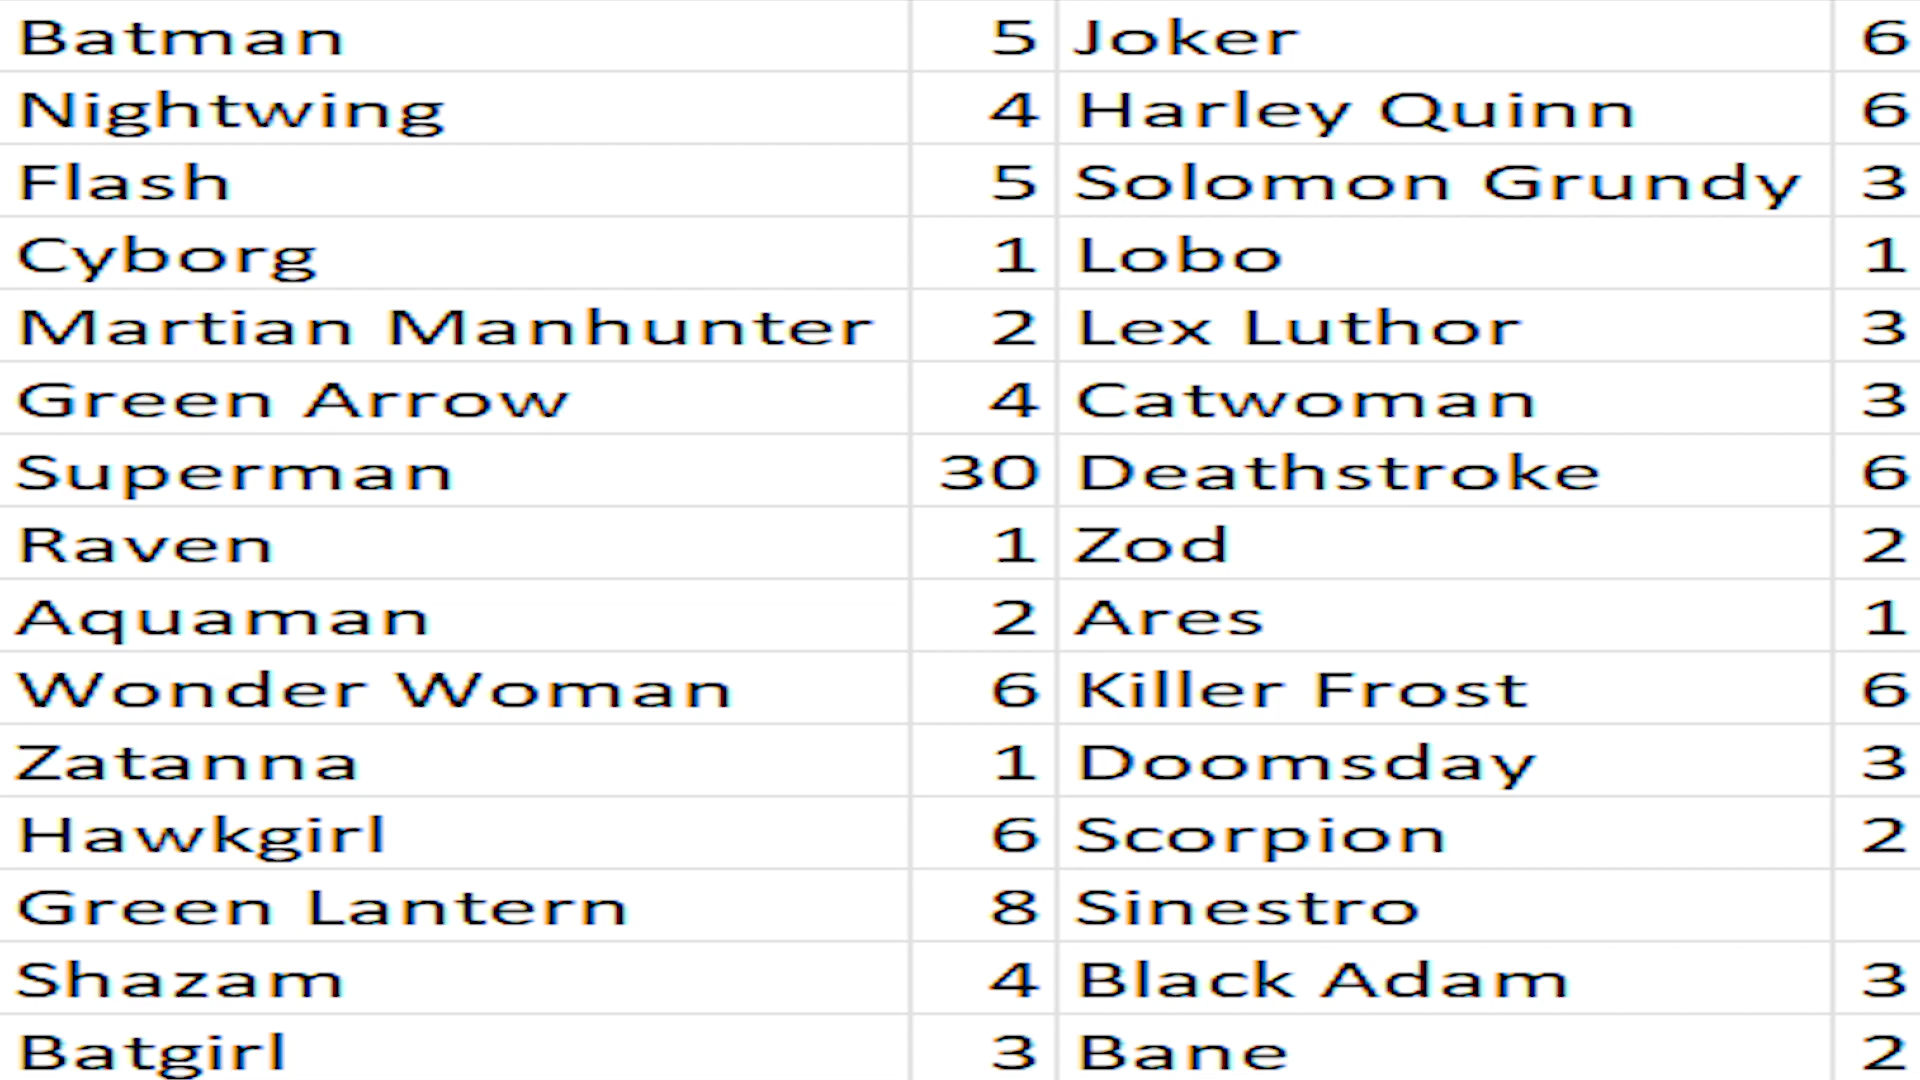 Batman 5 Joker 6
Nightwing 4 Harley Quinn 6
Flash 5 Solomon Grundy 3
Cyborg 1 Lobo 1
Martian Manhunter 2 Lex Luthor 3
Green Arrow 4 Catwoman 3
Superman 30 Deathstroke 6
Raven 1 Zod 2
Aquaman 2 Ares 1
Wonder Woman 6 Killer Frost 6
Zatanna 1 Doomsday 3
Hawkgirl 6 Scorpion 2
Green Lantern 8 Sinestro
Shazam 4 Black Adam 3
Batgirl 3 Bane 2